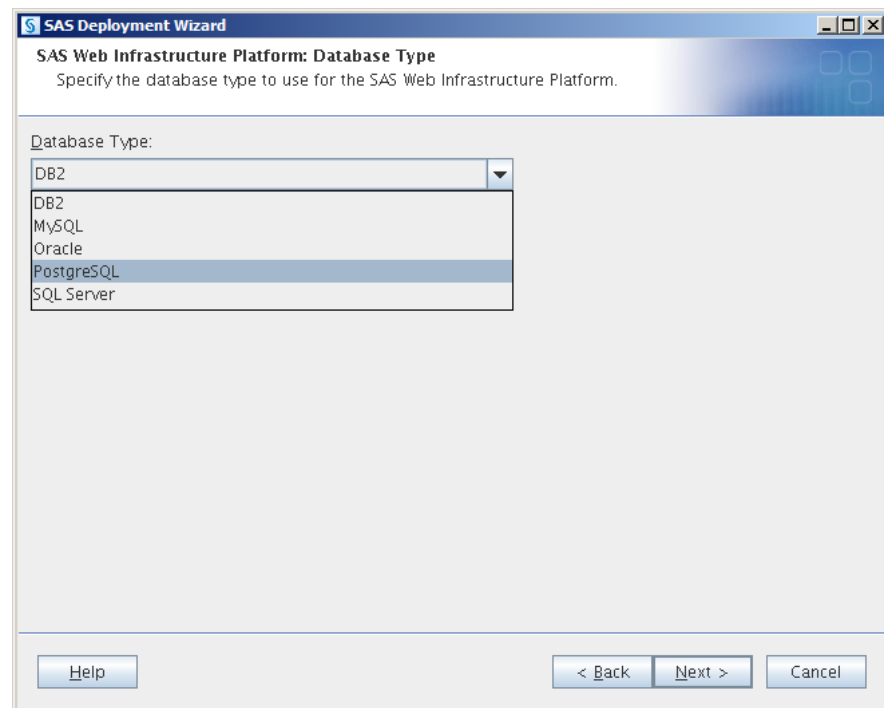 SAS Deployment Wizard
SAS Web Infrastructure Platform: Database Type
Specify the database type to use for the SAS Web Infrastructure Platform.
Database Type:
DB2
DB2
MySQL
Oracle
PostgreSQL
SQL Server
Help
< Back
Next >
Cancel